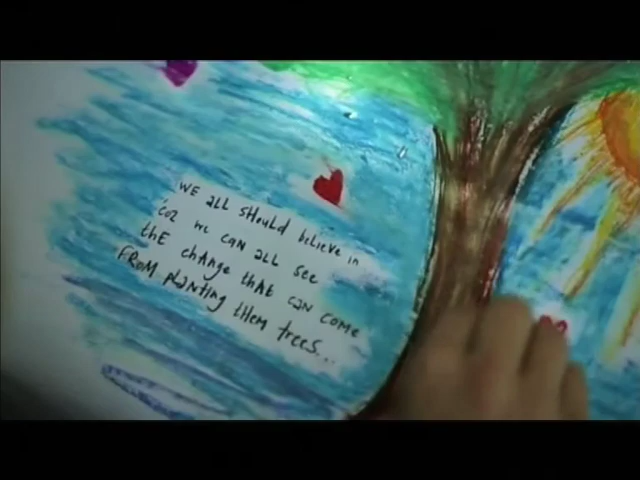 WE ALL SHOULD bELiEVE in
'COZ WE CAN ALL SEE
thE ChAngE thAt CAN COME
FROM plAnting thEM trEES...